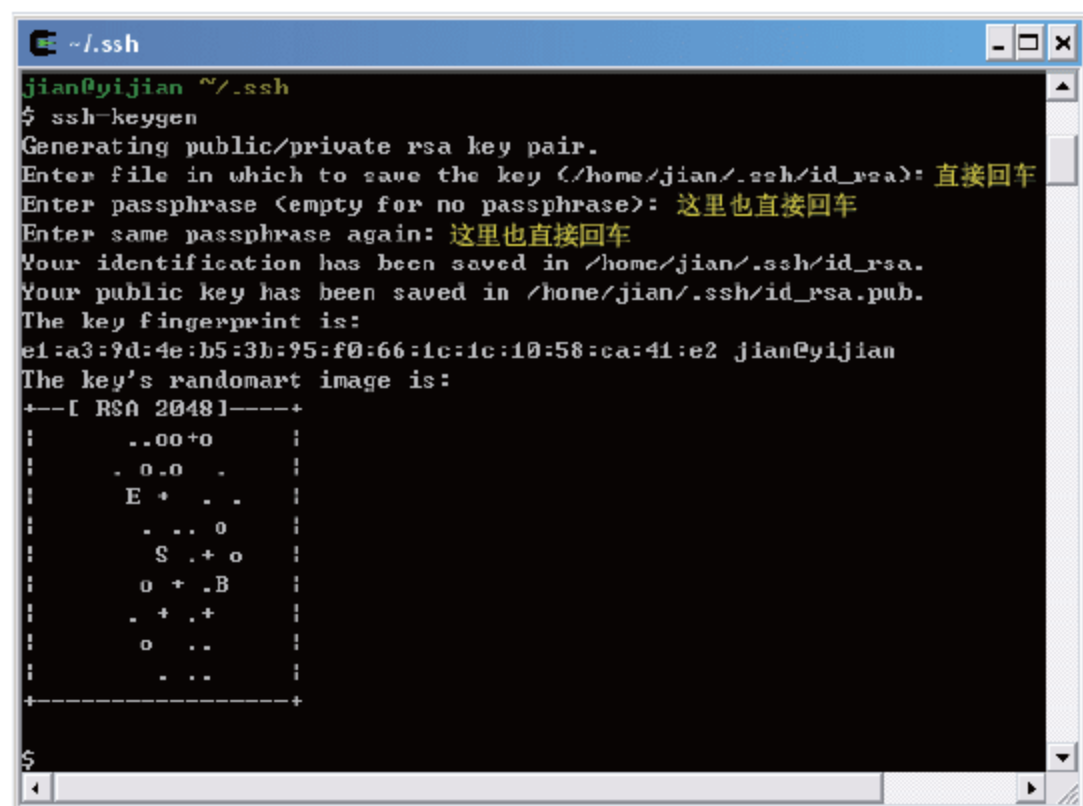 ~/.ssh
jian@yijian ~/.ssh
$ ssh-keygen
Generating public/private rsa key pair.
Enter file in which to save the key (/home/jian/.ssh/id_rsa): 直接回车
Enter passphrase (empty for no passphrase): 这里也直接回车
Enter same passphrase again: 这里也直接回车
Your identification has been saved in /home/jian/.ssh/id_rsa.
Your public key has been saved in /home/jian/.ssh/id_rsa.pub.
The key fingerprint is:
e1:a3:9d:4e:b5:3b:95:f0:66:1c:1c:10:58:ca:41:e2 jian@yijian
The key's randomart image is:
+--[ RSA 2048]----+
|      ..oo+o     |
|     . o.o  .    |
|      E +  . .   |
|       . .. o    |
|        S .+ o   |
|       o + .B    |
|      . + .+     |
|       o  ..     |
|        . ..     |
+-----------------+
$